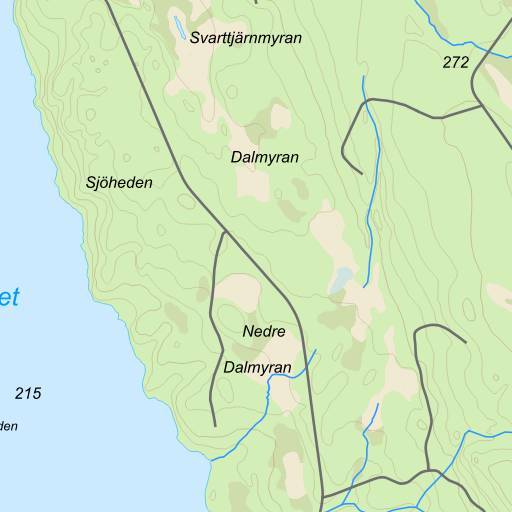 Svarttjärnmyran
272
Dalmyran
Sjöheden
et
Nedre
Dalmyran
215
den